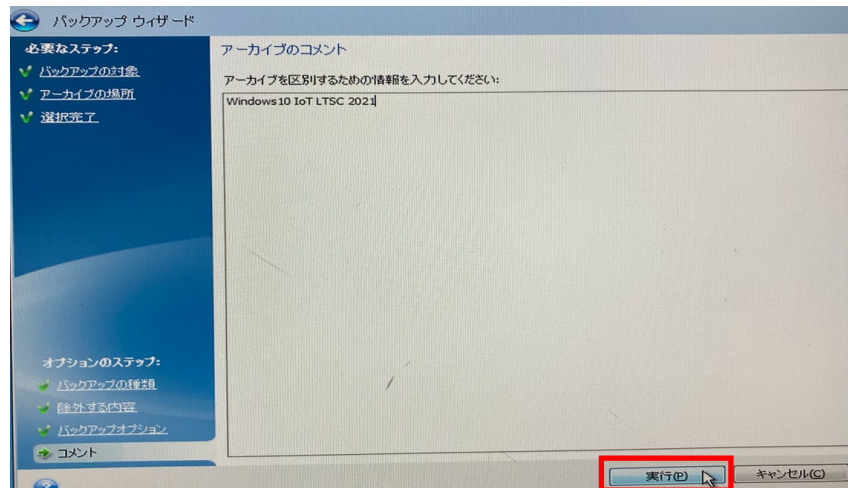 バックアップ ウィザード
必要なステップ:
バックアップの対象
アーカイブの場所
選択完了
オプションのステップ:
バックアップの種類
除外する内容
バックアップオプション
コメント
アーカイブのコメント
アーカイブを区別するための情報を入力してください:
Windows10 IoT LTSC 2021
実行(P)
キャンセル(C)